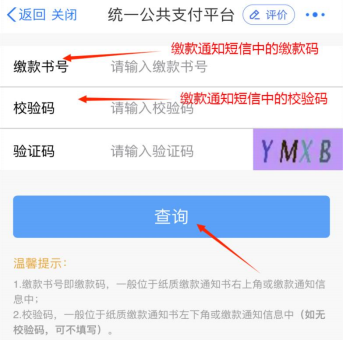 返回 关闭 统一公共支付平台 评价
缴款通知短信中的缴款码
缴款书号 请输入缴款书号
缴款通知短信中的校验码
校验码 请输入校验码
验证码 请输入验证码 YMXB
查询
温馨提示：
1.缴款书号即缴款码，一般位于纸质缴款通知书右上角或缴款通知信
息中；
2.校验码，一般位于纸质缴款通知书左下角或缴款通知信息中（如无
校验码，可不填写）。